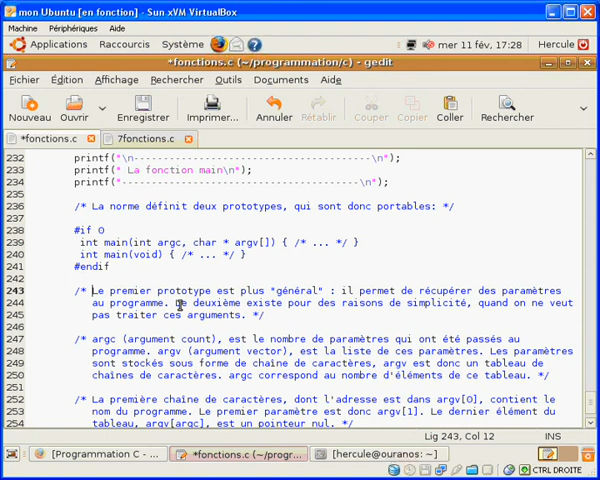 mon Ubuntu [en fonction] - Sun xVM VirtualBox
Machine Périphériques Aide
Applications Raccourcis Système mer 11 fév, 17:28 Hercule
*fonctions.c (~/programmation/c) - gedit
Fichier Édition Affichage Rechercher Outils Documents Aide
Nouveau Ouvrir Enregistrer Imprimer... Annuler Rétablir Couper Copier Coller Rechercher
*fonctions.c 7fonctions.c
232 printf("\n----------------------------------------\n");
233 printf(" La fonction main\n");
234 printf("----------------------------------------\n");
235
236 /* La norme définit deux prototypes, qui sont donc portables: */
237
238 #if 0
239 int main(int argc, char * argv[]) { /* ... */ }
240 int main(void) { /* ... */ }
241 #endif
242
243 /* Le premier prototype est plus "général" : il permet de récupérer des paramètres
244 au programme. Le deuxième existe pour des raisons de simplicité, quand on ne veut
245 pas traiter ces arguments. */
246
247 /* argc (argument count), est le nombre de paramètres qui ont été passés au
248 programme. argv (argument vector), est la liste de ces paramètres. Les paramètres
249 sont stockés sous forme de chaîne de caractères, argv est donc un tableau de
250 chaînes de caractères. argc correspond au nombre d'éléments de ce tableau. */
251
252 /* La première chaîne de caractères, dont l'adresse est dans argv[0], contient le
253 nom du programme. Le premier paramètre est donc argv[1]. Le dernier élément du
254 tableau, argv[argc], est un pointeur nul. */
Lig 243, Col 12 INS
[Programmation C - ... *fonctions.c (~/progr... [hercule@ouranos: ~]
CTRL DROITE